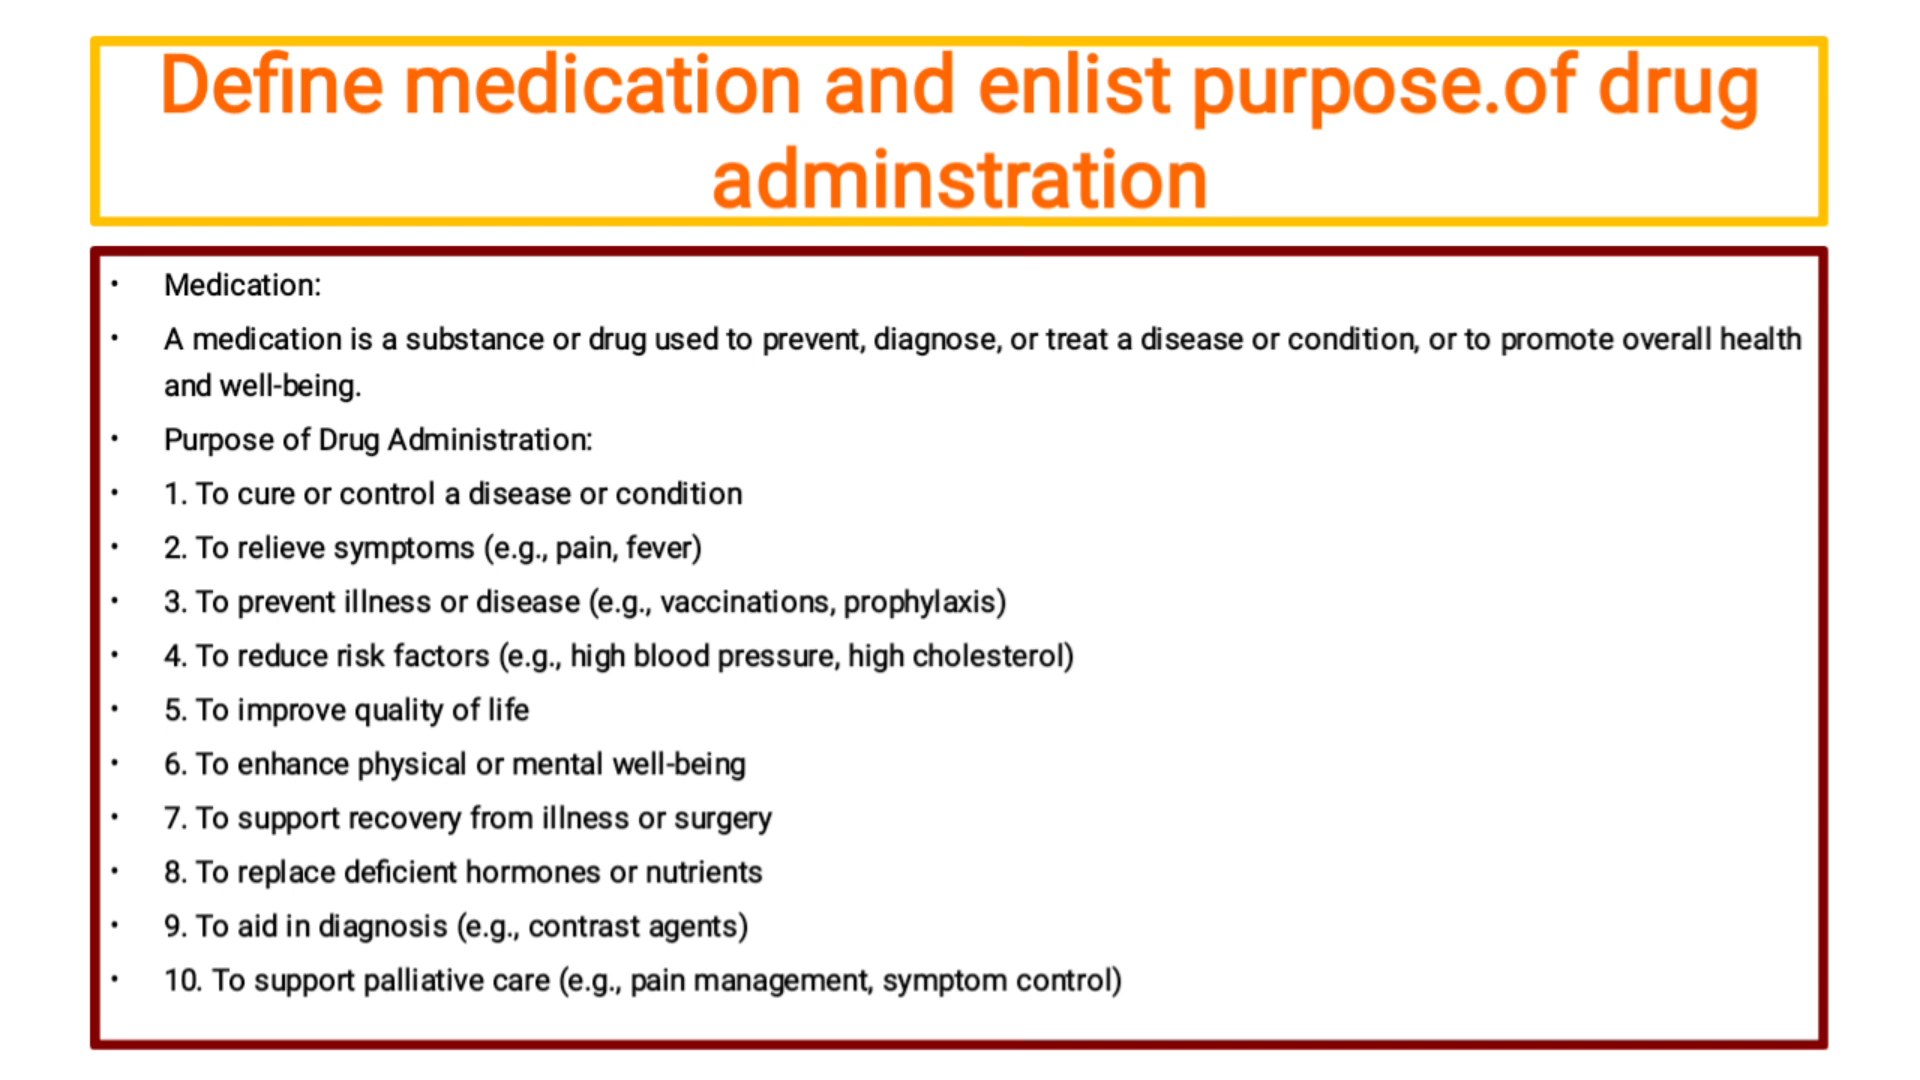 Define medication and enlist purpose.of drug
adminstration
• Medication:
• A medication is a substance or drug used to prevent, diagnose, or treat a disease or condition, or to promote overall health
and well-being.
• Purpose of Drug Administration:
• 1. To cure or control a disease or condition
• 2. To relieve symptoms (e.g., pain, fever)
• 3. To prevent illness or disease (e.g., vaccinations, prophylaxis)
• 4. To reduce risk factors (e.g., high blood pressure, high cholesterol)
• 5. To improve quality of life
• 6. To enhance physical or mental well-being
• 7. To support recovery from illness or surgery
• 8. To replace deficient hormones or nutrients
• 9. To aid in diagnosis (e.g., contrast agents)
• 10. To support palliative care (e.g., pain management, symptom control)